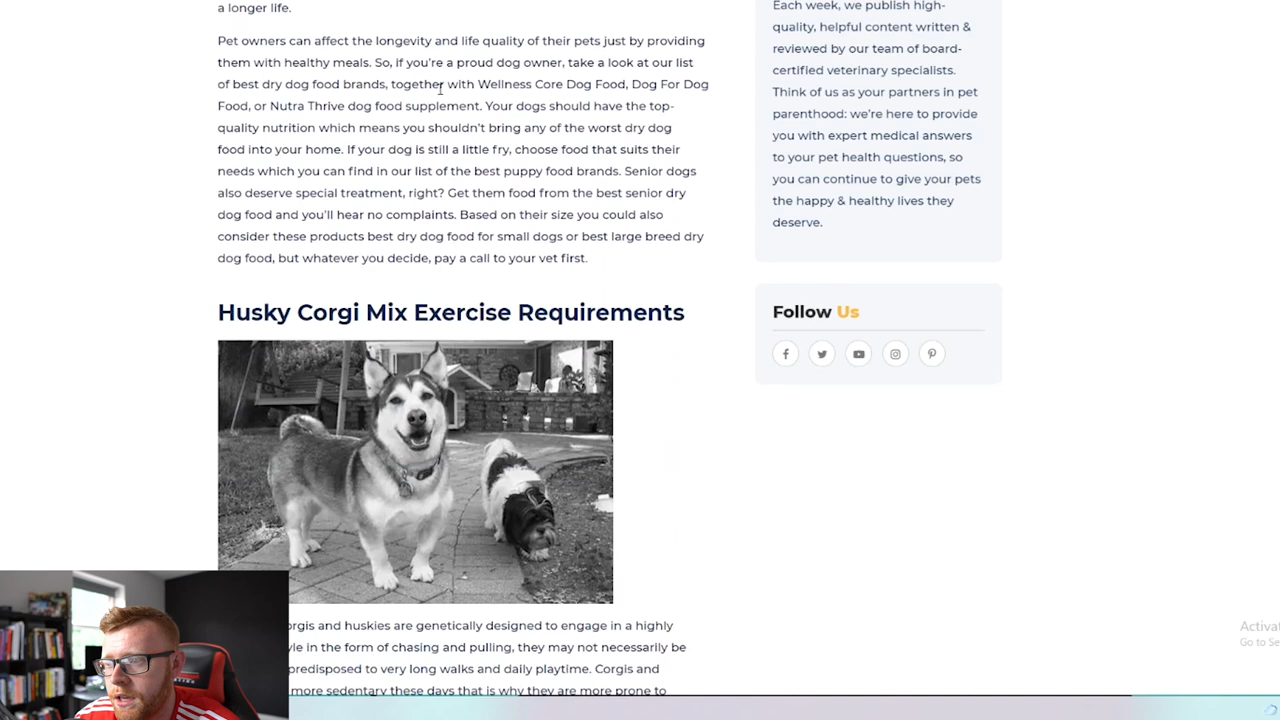 a longer life.
Pet owners can affect the longevity and life quality of their pets just by providing
them with healthy meals. So, if you're a proud dog owner, take a look at our list
of best dry dog food brands, together with Wellness Core Dog Food, Dog For Dog
Food, or Nutra Thrive dog food supplement. Your dogs should have the top-
quality nutrition which means you shouldn't bring any of the worst dry dog
food into your home. If your dog is still a little fry, choose food that suits their
needs which you can find in our list of the best puppy food brands. Senior dogs
also deserve special treatment, right? Get them food from the best senior dry
dog food and you'll hear no complaints. Based on their size you could also
consider these products best dry dog food for small dogs or best large breed dry
dog food, but whatever you decide, pay a call to your vet first.
Husky Corgi Mix Exercise Requirements
orgis and huskies are genetically designed to engage in a highly
yle in the form of chasing and pulling, they may not necessarily be
predisposed to very long walks and daily playtime. Corgis and
more sedentary these days that is why they are more prone to
Each week, we publish high-
quality, helpful content written &
reviewed by our team of board-
certified veterinary specialists.
Think of us as your partners in pet
parenthood: we're here to provide
you with expert medical answers
to your pet health questions, so
you can continue to give your pets
the happy & healthy lives they
deserve.
Follow Us
Activa
Go to Se